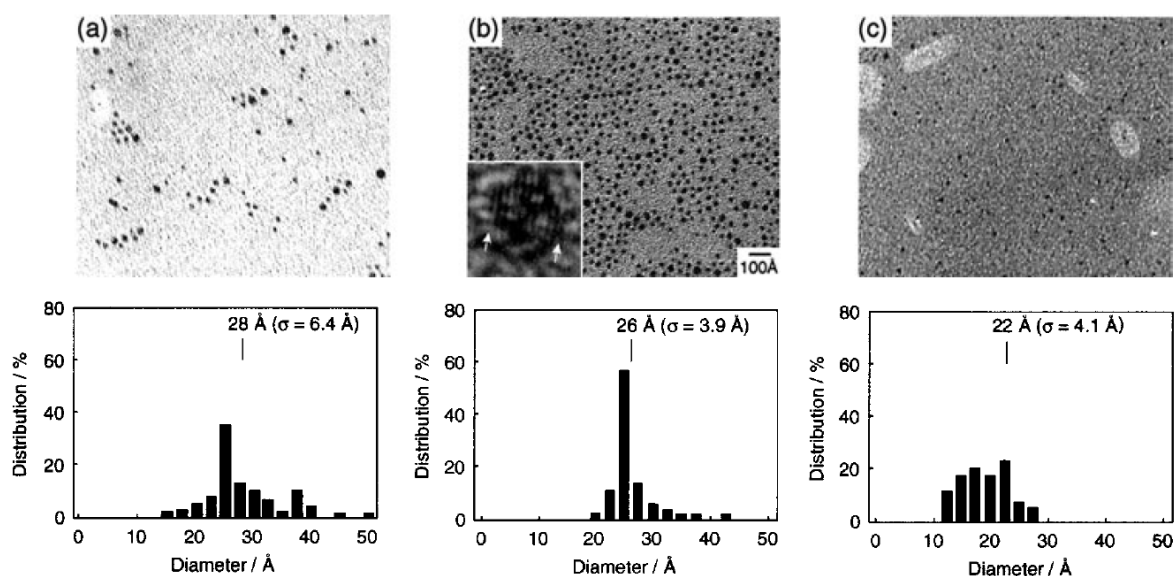 (a)
(b)
(c)
100Å
80
60
40
20
0
Distribution / %
28 Å (σ = 6.4 Å)
0 10 20 30 40 50
Diameter / Å
80
60
40
20
0
Distribution / %
26 Å (σ = 3.9 Å)
0 10 20 30 40 50
Diameter / Å
80
60
40
20
0
Distribution / %
22 Å (σ = 4.1 Å)
0 10 20 30 40 50
Diameter / Å